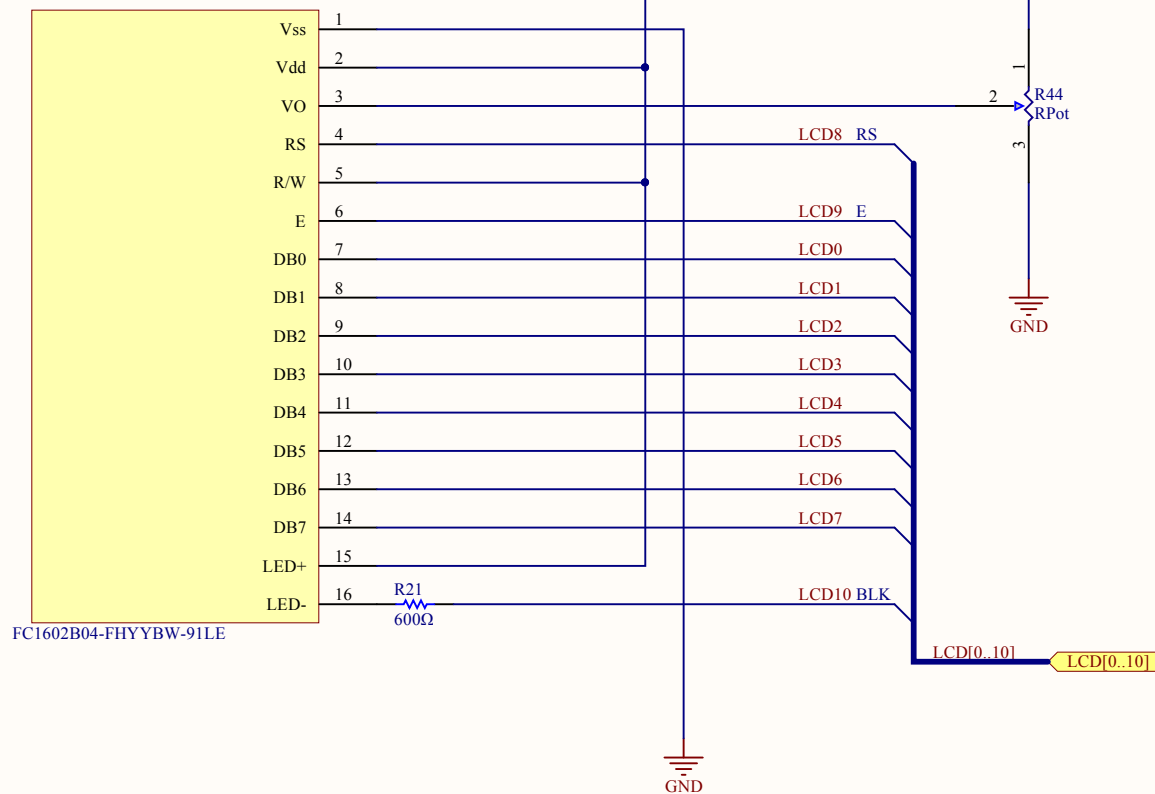 Vss 1
Vdd 2
VO 3 2 1 R44
RPot
3
RS 4 LCD8 RS
R/W 5
E 6 LCD9 E
DB0 7 LCD0
DB1 8 LCD1
GND
DB2 9 LCD2
DB3 10 LCD3
DB4 11 LCD4
DB5 12 LCD5
DB6 13 LCD6
DB7 14 LCD7
LED+ 15
LED- 16 R21 LCD10 BLK
600Ω
FC1602B04-FHYYBW-91LE
LCD[0..10] LCD[0..10]
GND